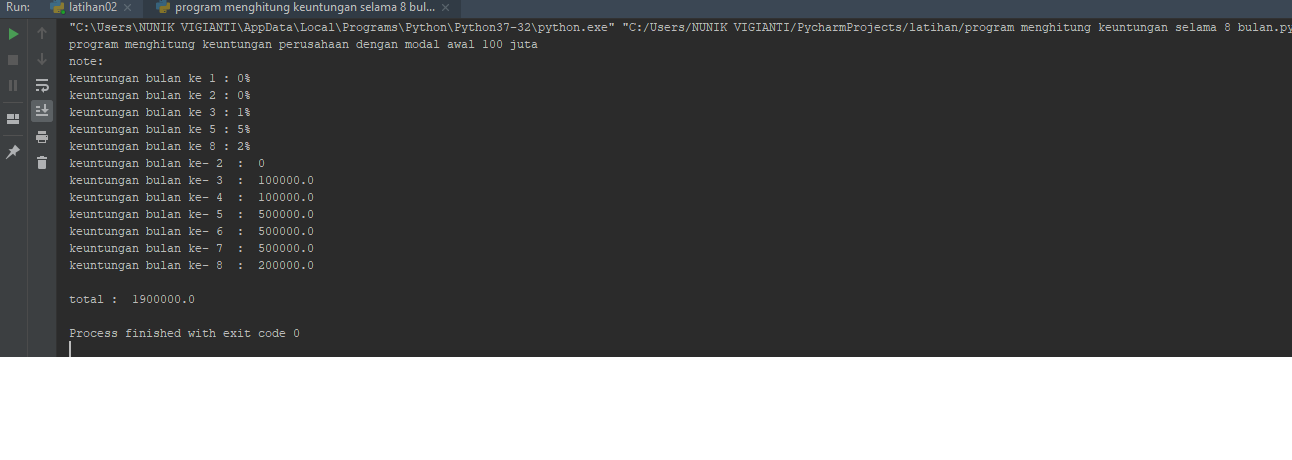 Run: latihan02 program menghitung keuntungan selama 8 bul...
"C:\Users\NUNIK VIGIANTI\AppData\Local\Programs\Python\Python37-32\python.exe" "C:/Users/NUNIK VIGIANTI/PycharmProjects/latihan/program menghitung keuntungan selama 8 bulan.py
program menghitung keuntungan perusahaan dengan modal awal 100 juta
note:
keuntungan bulan ke 1 : 0%
keuntungan bulan ke 2 : 0%
keuntungan bulan ke 3 : 1%
keuntungan bulan ke 5 : 5%
keuntungan bulan ke 8 : 2%
keuntungan bulan ke- 2  :  0
keuntungan bulan ke- 3  :  100000.0
keuntungan bulan ke- 4  :  100000.0
keuntungan bulan ke- 5  :  500000.0
keuntungan bulan ke- 6  :  500000.0
keuntungan bulan ke- 7  :  500000.0
keuntungan bulan ke- 8  :  200000.0
total :  1900000.0
Process finished with exit code 0